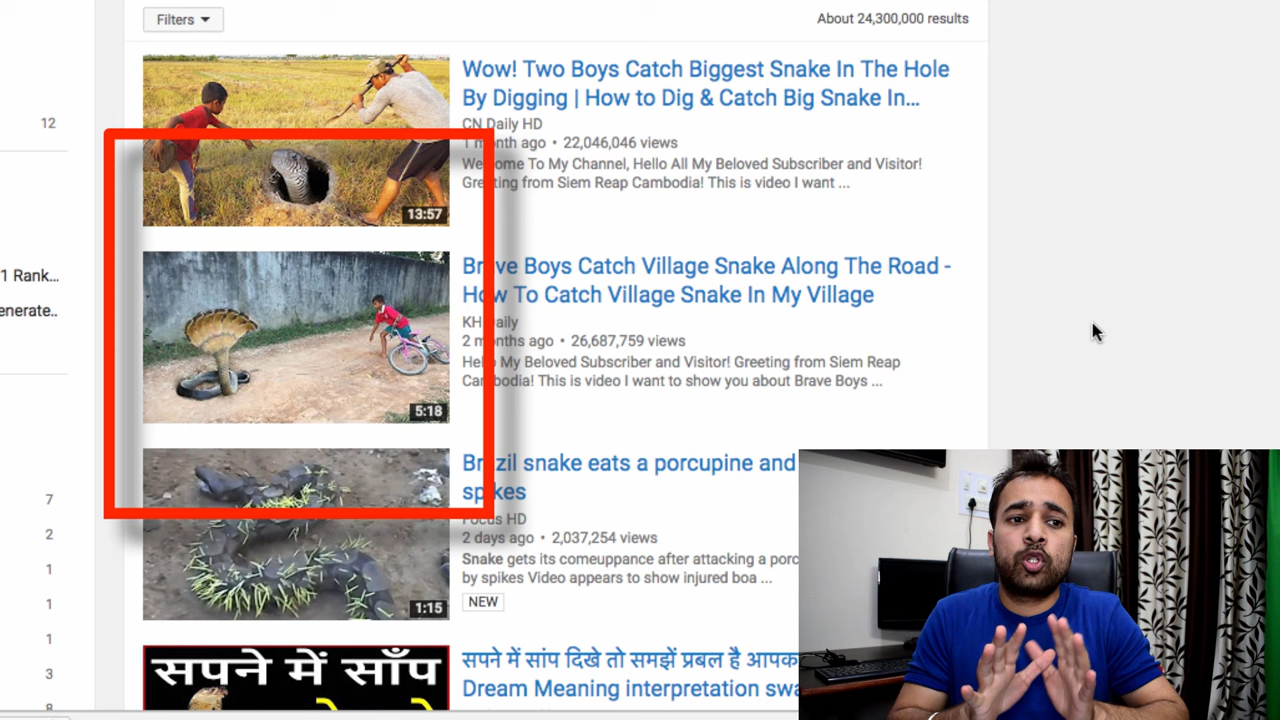 Filters
About 24,300,000 results
12
1 Rank...
enerate..
7
2
1
1
1
3
8
13:57
Wow! Two Boys Catch Biggest Snake In The Hole
By Digging | How to Dig & Catch Big Snake In...
CN Daily HD
1 month ago • 22,046,046 views
Welcome To My Channel, Hello All My Beloved Subscriber and Visitor!
Greeting from Siem Reap Cambodia! This is video I want ...
5:18
Brave Boys Catch Village Snake Along The Road -
How To Catch Village Snake In My Village
KH Daily
2 months ago • 26,687,759 views
Hello My Beloved Subscriber and Visitor! Greeting from Siem Reap
Cambodia! This is video I want to show you about Brave Boys ...
1:15
Brazil snake eats a porcupine and
spikes
Focus HD
2 days ago • 2,037,254 views
Snake gets its comeuppance after attacking a porc
by spikes Video appears to show injured boa ...
NEW
सपने में साँप
सपने में सांप दिखे तो समझें प्रबल है आपक
Dream Meaning interpretation swa